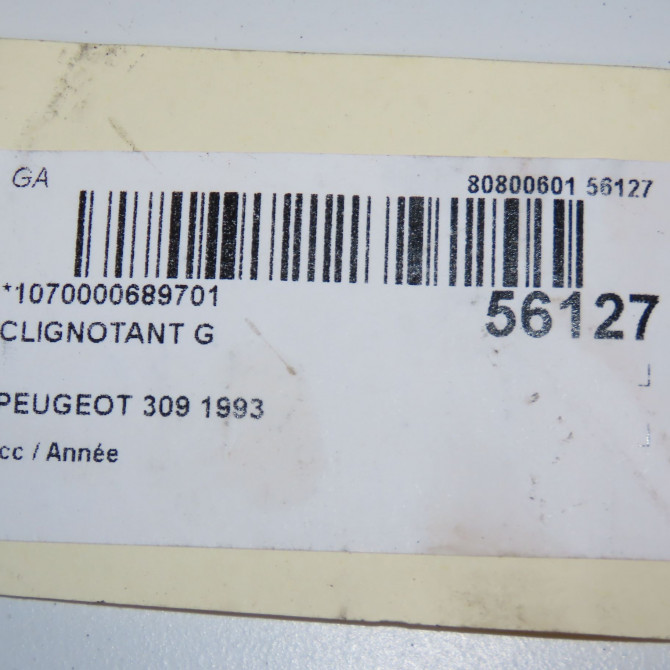 GA
80800601 56127
*1070000689701
56127
CLIGNOTANT G
PEUGEOT 309 1993
cc / Année